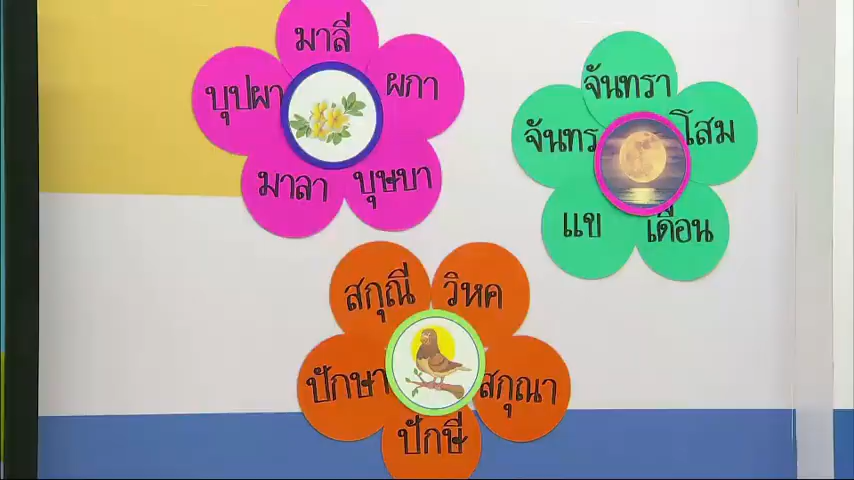 มาลี
บุปผา
ผกา
มาลา
บุษบา
จันทรา
จันทร
โสม
แข
เดือน
สกุณี
วิหค
ปักษา
สกุณา
ปักษี